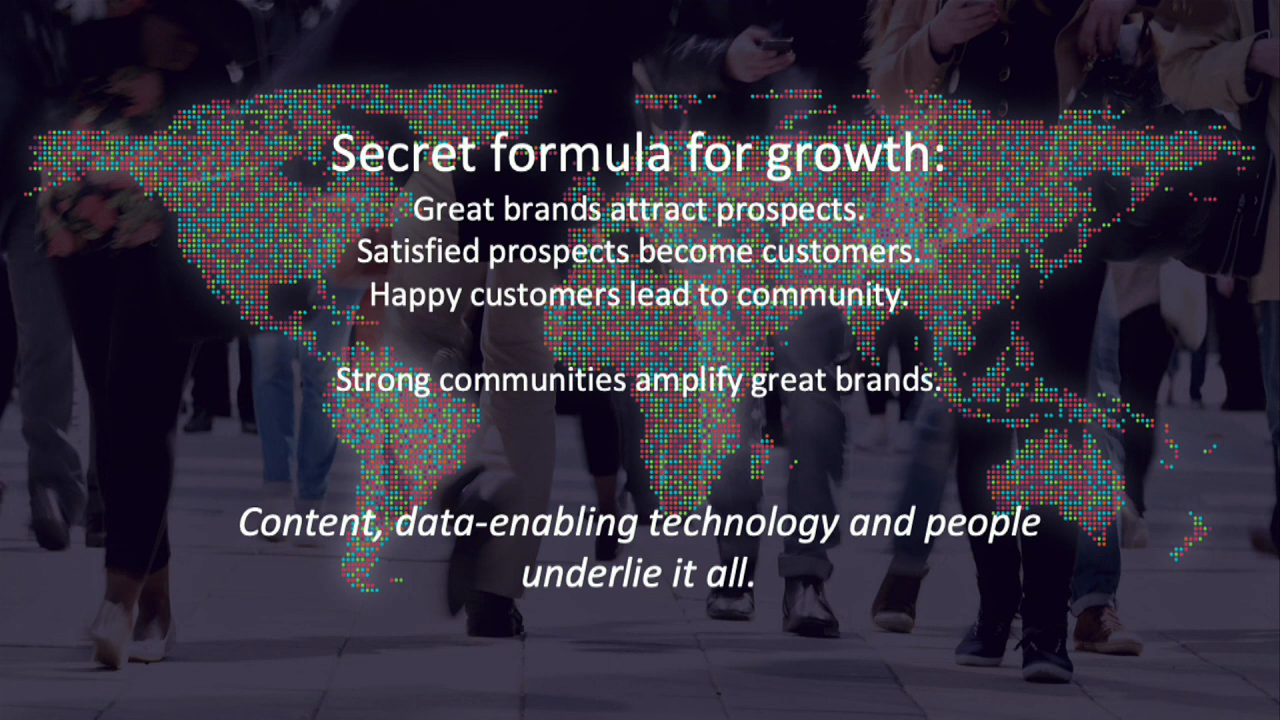 Secret formula for growth:
Great brands attract prospects.
Satisfied prospects become customers.
Happy customers lead to community.
Strong communities amplify great brands.
Content, data-enabling technology and people
underlie it all.